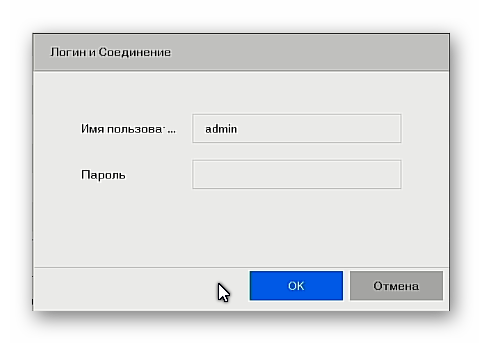 Логин и Соединение
Имя пользова...
admin
Пароль
OK
Отмена